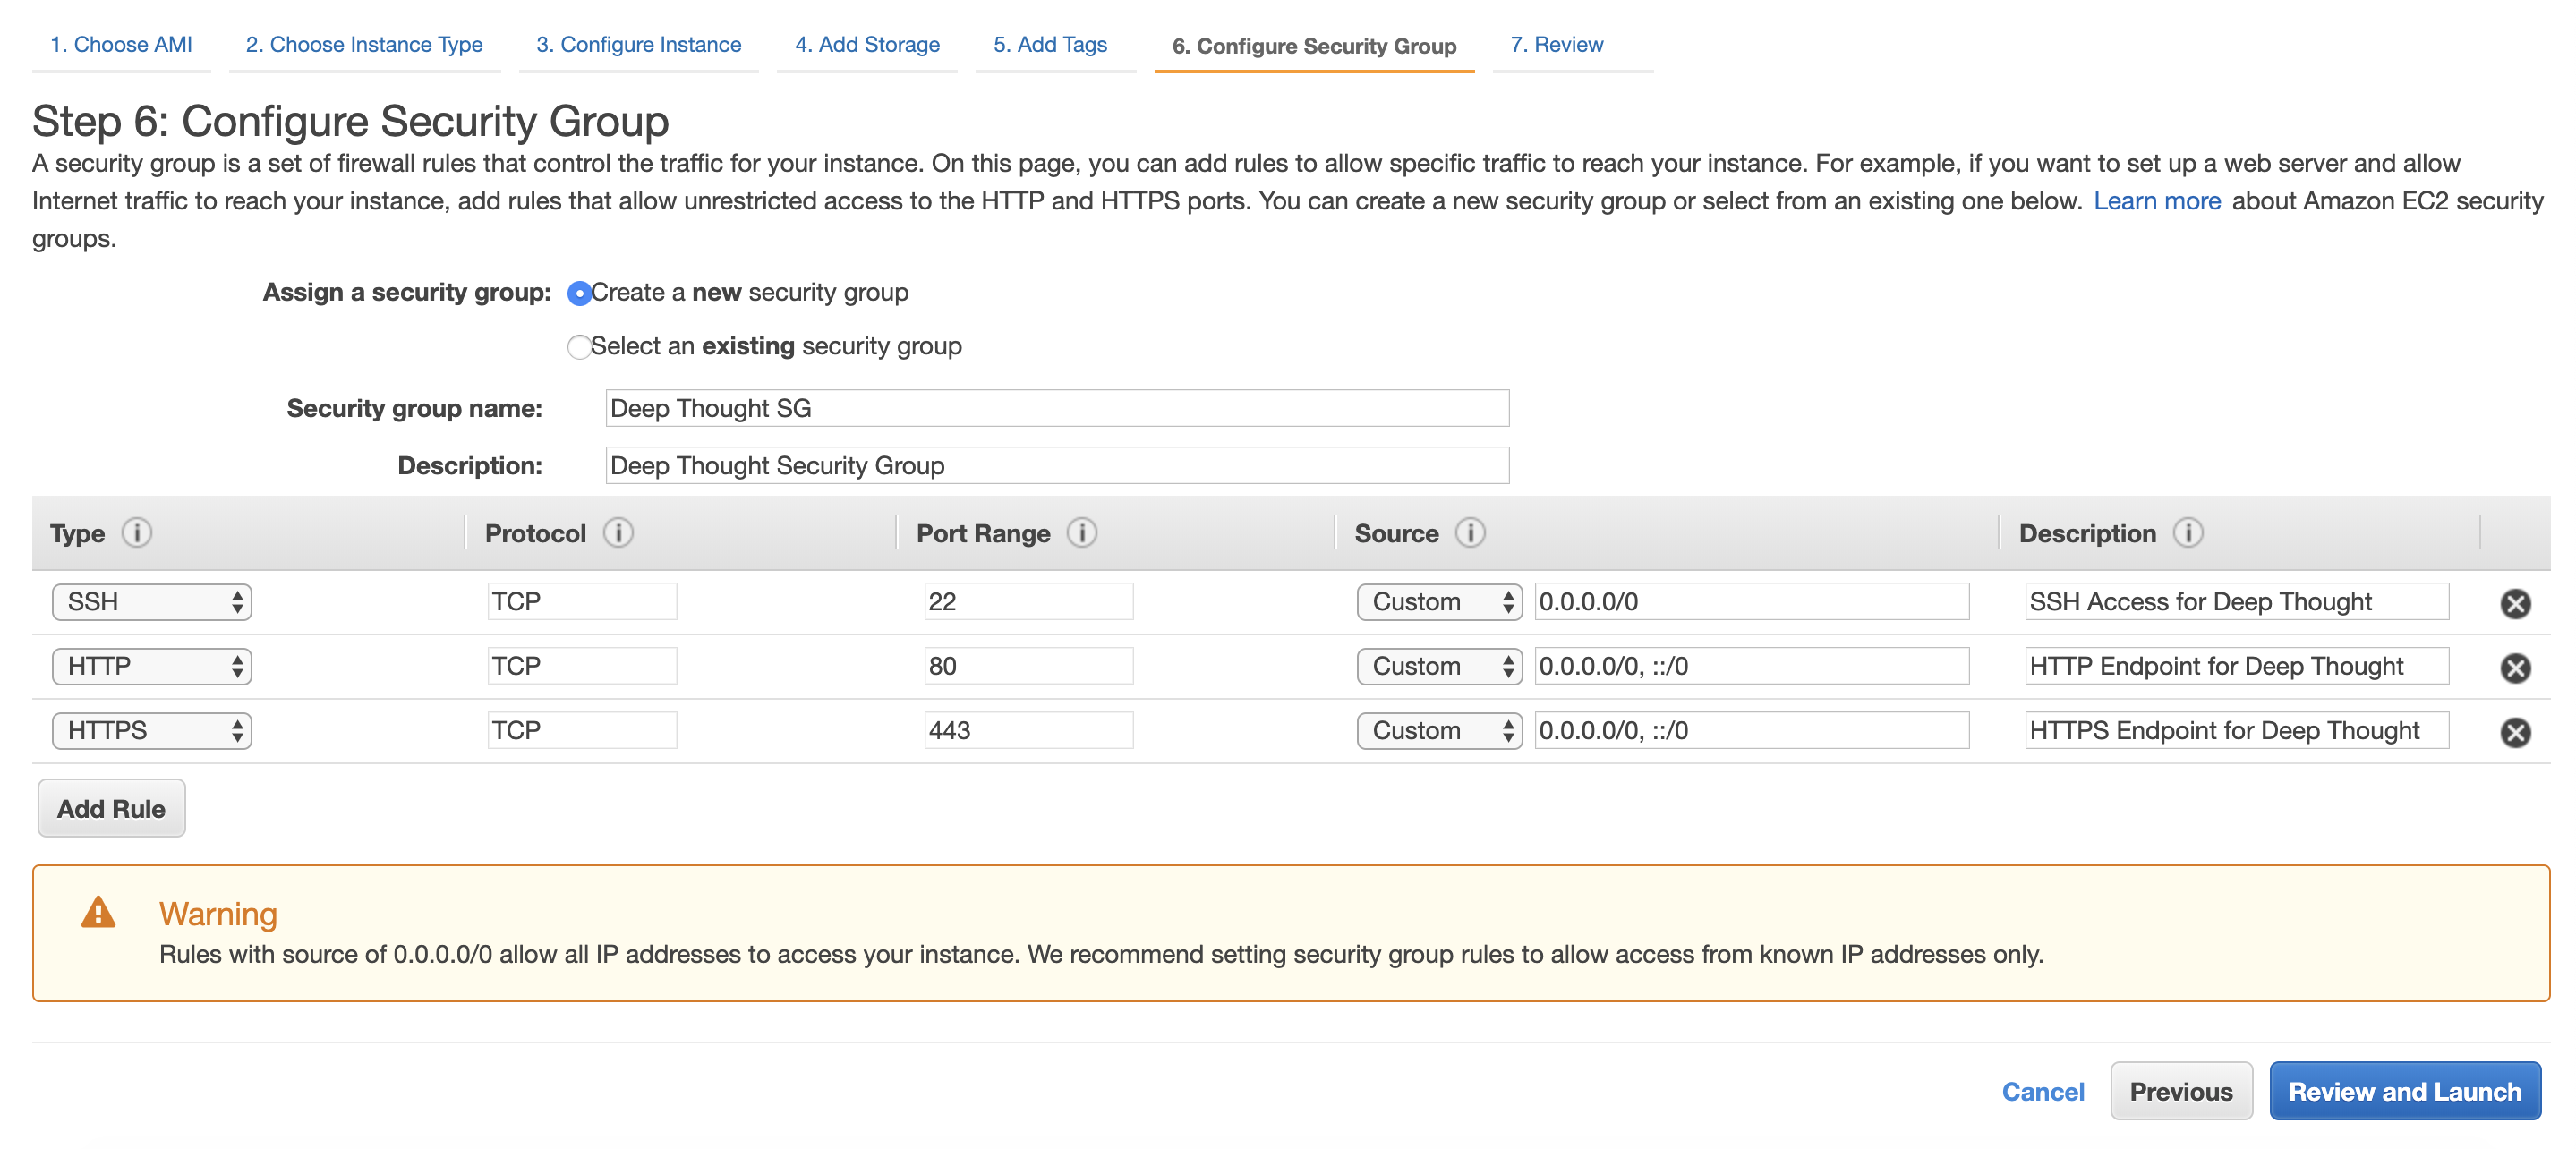 1. Choose AMI 2. Choose Instance Type 3. Configure Instance 4. Add Storage 5. Add Tags 6. Configure Security Group 7. Review
Step 6: Configure Security Group
A security group is a set of firewall rules that control the traffic for your instance. On this page, you can add rules to allow specific traffic to reach your instance. For example, if you want to set up a web server and allow
Internet traffic to reach your instance, add rules that allow unrestricted access to the HTTP and HTTPS ports. You can create a new security group or select from an existing one below. Learn more about Amazon EC2 security
groups.
Assign a security group: Create a new security group
Select an existing security group
Security group name: Deep Thought SG
Description: Deep Thought Security Group
Type i Protocol i Port Range i Source i Description i
SSH TCP 22 Custom 0.0.0.0/0 SSH Access for Deep Thought
HTTP TCP 80 Custom 0.0.0.0/0, ::/0 HTTP Endpoint for Deep Thought
HTTPS TCP 443 Custom 0.0.0.0/0, ::/0 HTTPS Endpoint for Deep Thought
Add Rule
Warning
Rules with source of 0.0.0.0/0 allow all IP addresses to access your instance. We recommend setting security group rules to allow access from known IP addresses only.
Cancel Previous Review and Launch